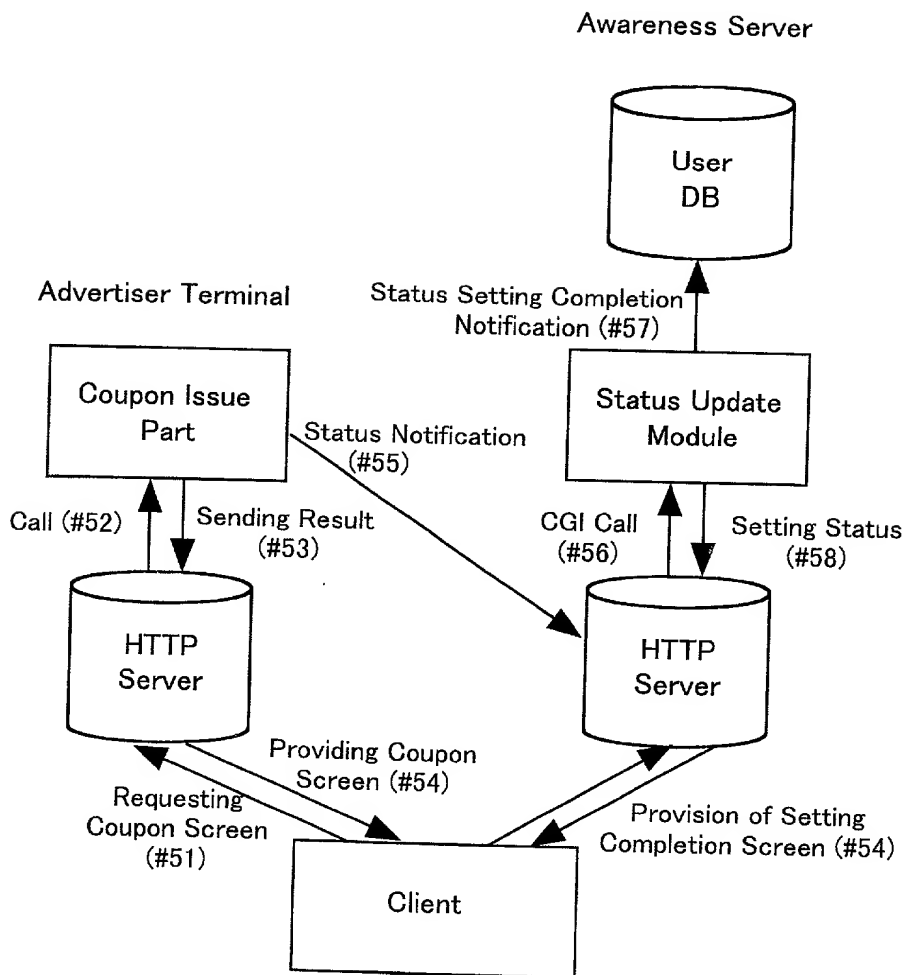 Awareness Server
User
DB
Advertiser Terminal
Status Setting Completion
Notification (#57)
Coupon Issue
Part
Status Update
Module
Status Notification
(#55)
Call (#52)
Sending Result
(#53)
CGI Call
(#56)
Setting Status
(#58)
HTTP
Server
HTTP
Server
Providing Coupon
Screen (#54)
Requesting
Coupon Screen
(#51)
Provision of Setting
Completion Screen (#54)
Client